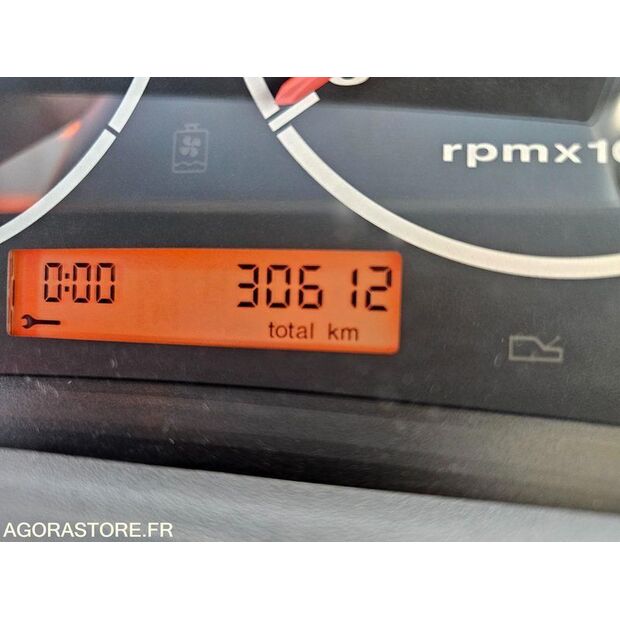 rpmx10
0:00 30612
total km
AGORASTORE.FR